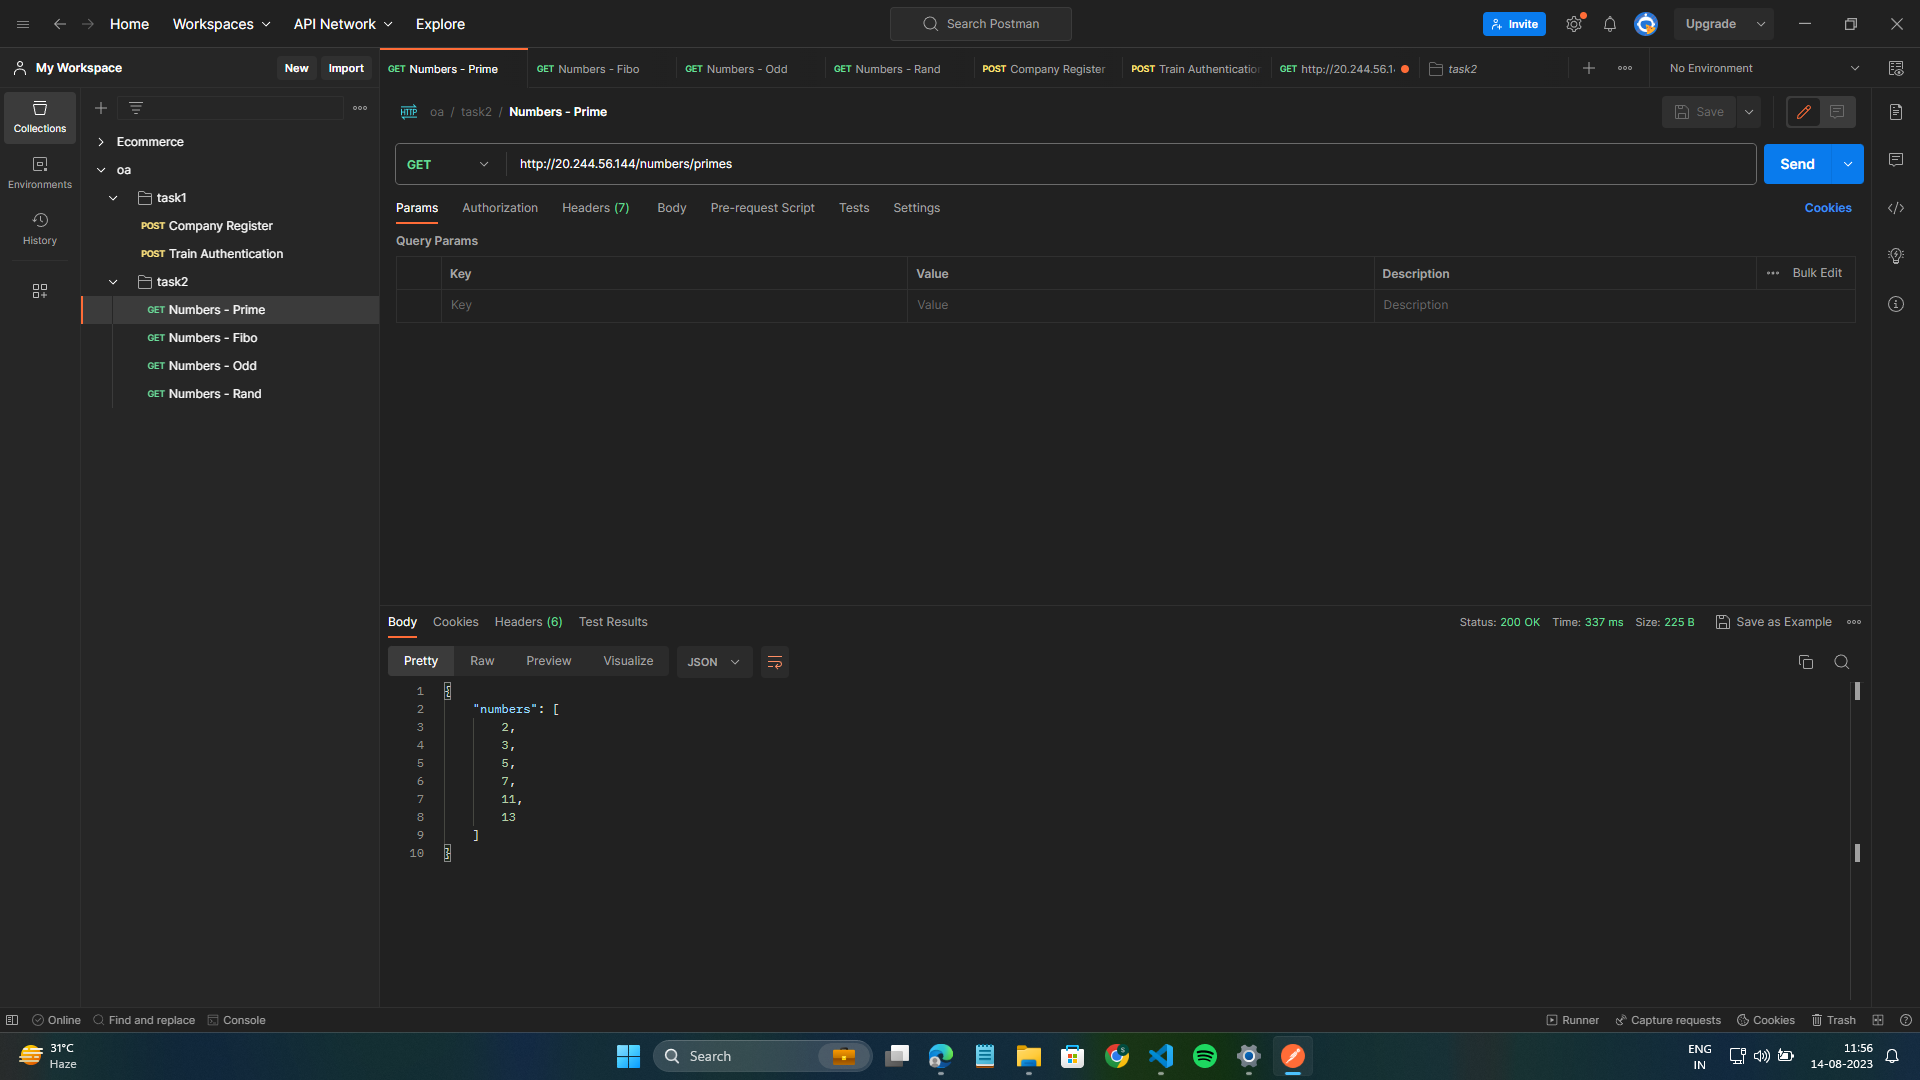 Home Workspaces API Network Explore Search Postman Invite Upgrade
My Workspace New Import
GET Numbers - Prime GET Numbers - Fibo GET Numbers - Odd GET Numbers - Rand POST Company Register POST Train Authentication GET http://20.244.56.1 task2 No Environment
Collections
Environments
History
Ecommerce
oa
task1
POST Company Register
POST Train Authentication
task2
GET Numbers - Prime
GET Numbers - Fibo
GET Numbers - Odd
GET Numbers - Rand
HTTP oa / task2 / Numbers - Prime Save
GET http://20.244.56.144/numbers/primes Send
Params Authorization Headers (7) Body Pre-request Script Tests Settings Cookies
Query Params
Key Value Description Bulk Edit
Key Value Description
Body Cookies Headers (6) Test Results Status: 200 OK Time: 337 ms Size: 225 B Save as Example
Pretty Raw Preview Visualize JSON
1 {
2 "numbers": [
3 2,
4 3,
5 5,
6 7,
7 11,
8 13
9 ]
10 }
Online Find and replace Console Runner Capture requests Cookies Trash
31°C
Haze
Search
ENG
IN
11:56
14-08-2023